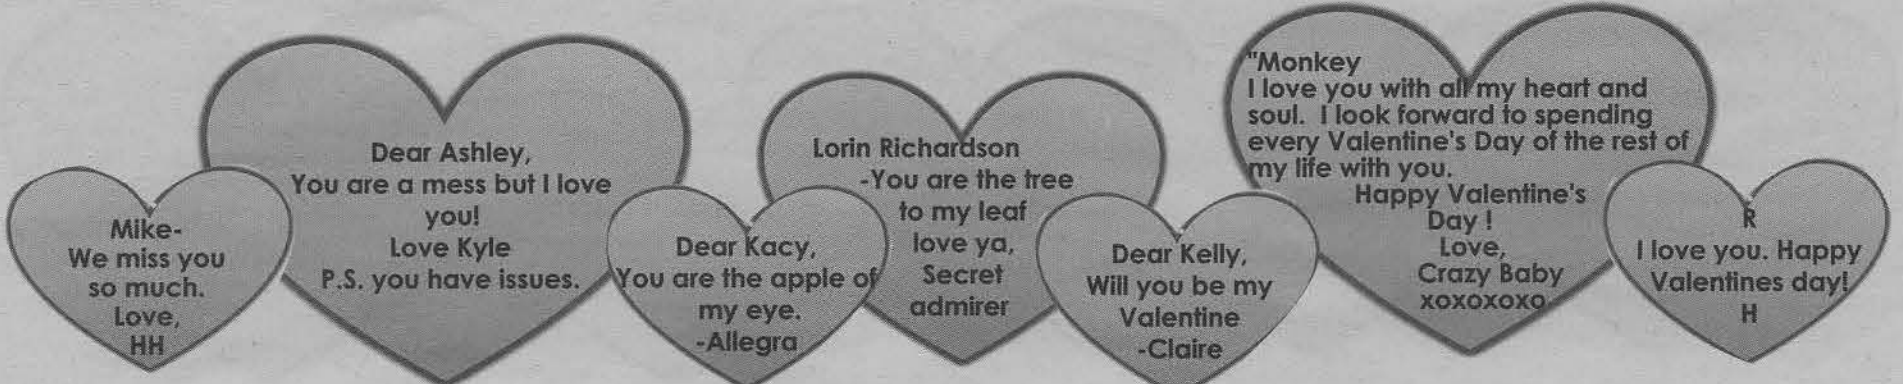 Mike-
We miss you
so much.
Love,
HH
Dear Ashley,
You are a mess but I love
you!
Love Kyle
P.S. you have issues.
Dear Kacy,
You are the apple of
my eye.
-Allegra
Lorin Richardson
-You are the tree
to my leaf
love ya,
Secret
admirer
Dear Kelly,
Will you be my
Valentine
-Claire
"Monkey
I love you with all my heart and
soul. I look forward to spending
every Valentine's Day of the rest of
my life with you.
Happy Valentine's
Day !
Love,
Crazy Baby
xoxoxoxo
R
I love you. Happy
Valentines day!
H